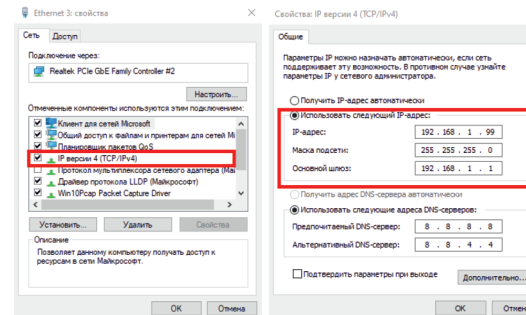 Ethernet 3: свойства
Сеть Доступ
Подключение через:
Realtek PCIe GbE Family Controller #2
Настроить...
Отмеченные компоненты используются этим подключением:
Клиент для сетей Microsoft
Общий доступ к файлам и принтерам для сетей Mi
Планировщик пакетов QoS
IP версии 4 (TCP/IPv4)
Протокол мультиплексора сетевого адаптера (Май
Драйвер протокола LLDP (Майкрософт)
Win10Pcap Packet Capture Driver
Установить... Удалить Свойства
Описание
Позволяет данному компьютеру получать доступ к
ресурсам в сети Майкрософт.
OK Отмена
Свойства: IP версии 4 (TCP/IPv4)
Общие
Параметры IP можно назначать автоматически, если сеть
поддерживает эту возможность. В противном случае узнайте
параметры IP у сетевого администратора.
Получить IP-адрес автоматически
Использовать следующий IP-адрес:
IP-адрес: 192 . 168 . 1 . 99
Маска подсети: 255 . 255 . 255 . 0
Основной шлюз: 192 . 168 . 1 . 1
Получить адрес DNS-сервера автоматически
Использовать следующие адреса DNS-серверов:
Предпочитаемый DNS-сервер: 8 . 8 . 8 . 8
Альтернативный DNS-сервер: 8 . 8 . 4 . 4
Подтвердить параметры при выходе
Дополнительно...
OK Отмен